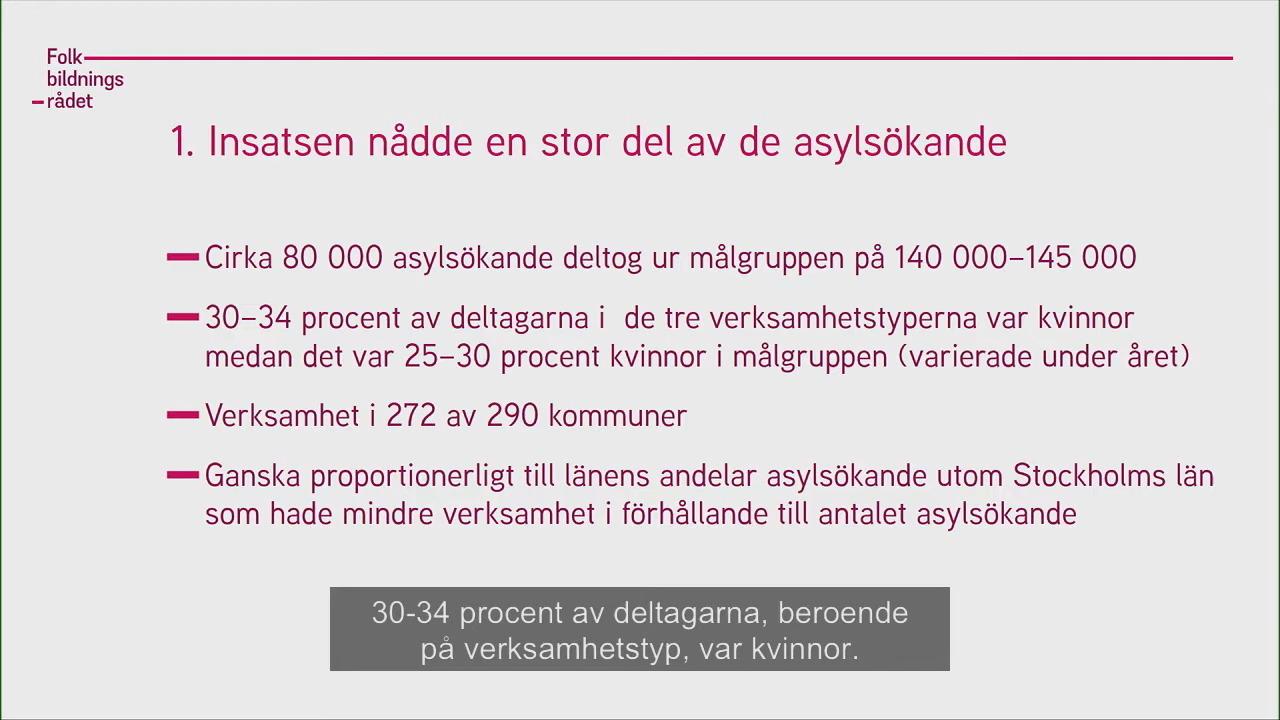 Folk
bildnings
rådet
1. Insatsen nådde en stor del av de asylsökande
Cirka 80 000 asylsökande deltog ur målgruppen på 140 000–145 000
30–34 procent av deltagarna i  de tre verksamhetstyperna var kvinnor
medan det var 25–30 procent kvinnor i målgruppen (varierade under året)
Verksamhet i 272 av 290 kommuner
Ganska proportionerligt till länens andelar asylsökande utom Stockholms län
som hade mindre verksamhet i förhållande till antalet asylsökande
30-34 procent av deltagarna, beroende
på verksamhetstyp, var kvinnor.